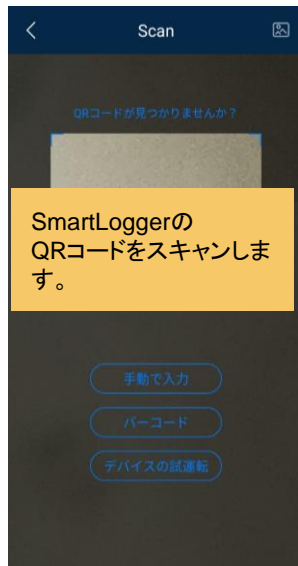 Scan
QRコードが見つかりませんか？
SmartLoggerの
QRコードをスキャンしま
す。
手動で入力
バーコード
デバイスの試運転